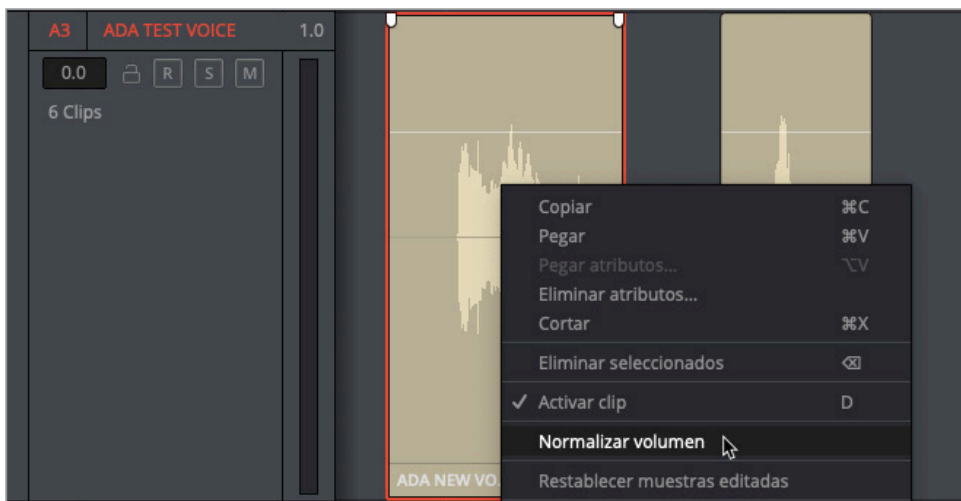 A3 ADA TEST VOICE 1.0
0.0 R S M
6 Clips
Copiar ⌘C
Pegar ⌘V
Pegar atributos... ⌥V
Eliminar atributos...
Cortar ⌘X
Eliminar seleccionados ⌫
✓ Activar clip D
Normalizar volumen
Restablecer muestras editadas
ADA NEW VO...